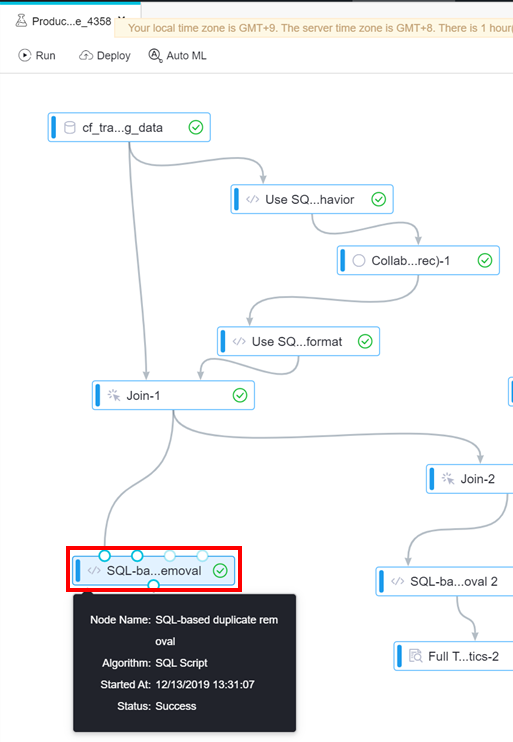 Produc...e_4358
Your local time zone is GMT+9. The server time zone is GMT+8. There is 1 hour
Run Deploy Auto ML
cf_tra....g_data
Use SQ...havior
Collab...rec)-1
Use SQ...format
Join-1
Join-2
SQL-ba...emoval
SQL-ba...oval 2
Node Name: SQL-based duplicate rem
oval
Algorithm: SQL Script
Started At: 12/13/2019 13:31:07
Status: Success
Full T...tics-2